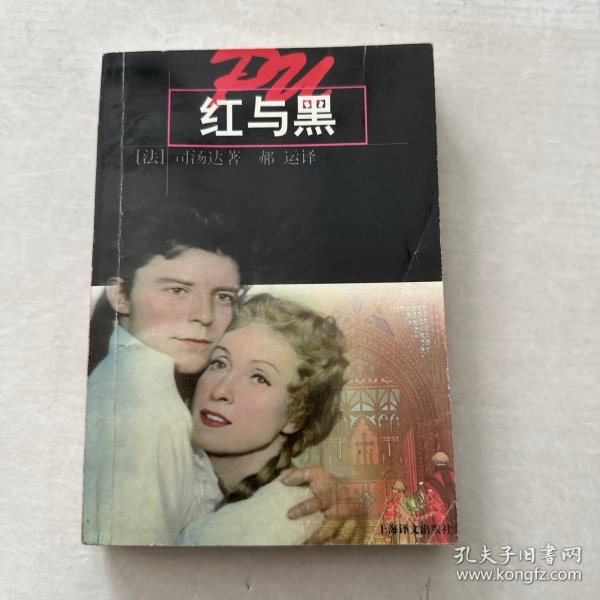 PU
红与黑
[法] 司汤达著 郝 运译
上海译文出版社
孔夫子旧书网
www.kongfz.com